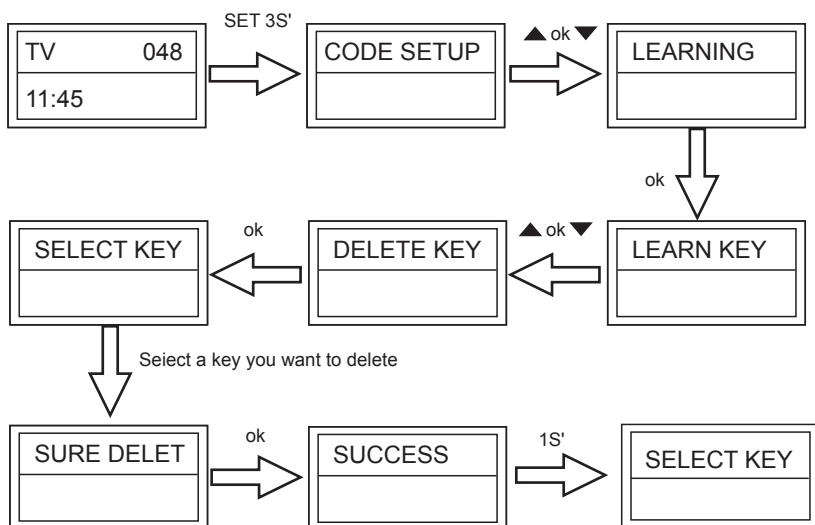 TV 048
11:45
SET 3S'
CODE SETUP
▲ ok ▼
LEARNING
ok
LEARN KEY
▲ ok ▼
DELETE KEY
ok
SELECT KEY
Seiect a key you want to delete
SURE DELET
ok
SUCCESS
1S'
SELECT KEY